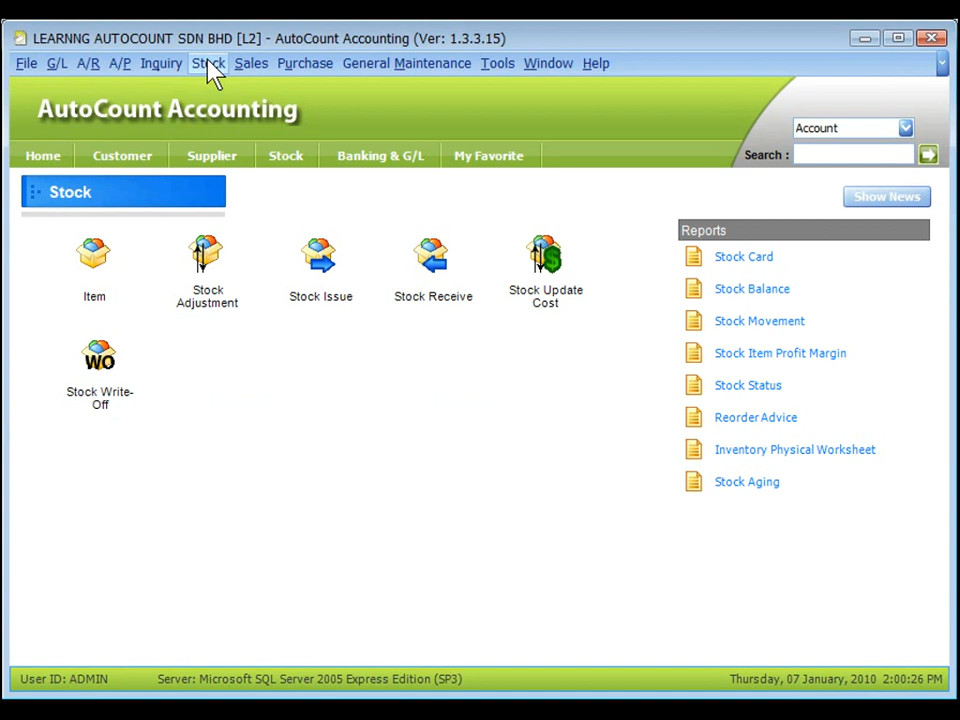 LEARNNG AUTOCOUNT SDN BHD [L2] - AutoCount Accounting (Ver: 1.3.3.15)
File G/L A/R A/P Inquiry Stock Sales Purchase General Maintenance Tools Window Help
AutoCount Accounting
Account
Search :
Home Customer Supplier Stock Banking & G/L My Favorite
Stock
Show News
Item
Stock
Adjustment
Stock Issue
Stock Receive
Stock Update
Cost
WO
Stock Write-
Off
Reports
Stock Card
Stock Balance
Stock Movement
Stock Item Profit Margin
Stock Status
Reorder Advice
Inventory Physical Worksheet
Stock Aging
User ID: ADMIN Server: Microsoft SQL Server 2005 Express Edition (SP3) Thursday, 07 January, 2010 2:00:26 PM